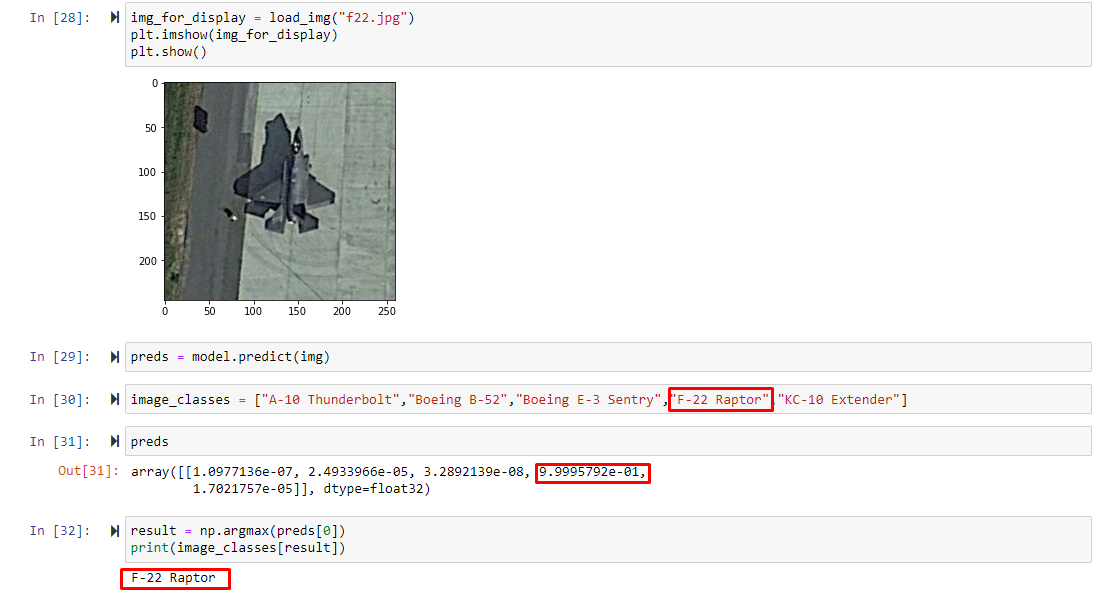 In [28]:
img_for_display = load_img("f22.jpg")
plt.imshow(img_for_display)
plt.show()
0
50
100
150
200
0 50 100 150 200 250
In [29]:
preds = model.predict(img)
In [30]:
image_classes = ["A-10 Thunderbolt","Boeing B-52","Boeing E-3 Sentry","F-22 Raptor","KC-10 Extender"]
In [31]:
preds
Out[31]:
array([[1.0977136e-07, 2.4933966e-05, 3.2892139e-08, 9.9995792e-01,
1.7021757e-05]], dtype=float32)
In [32]:
result = np.argmax(preds[0])
print(image_classes[result])
F-22 Raptor